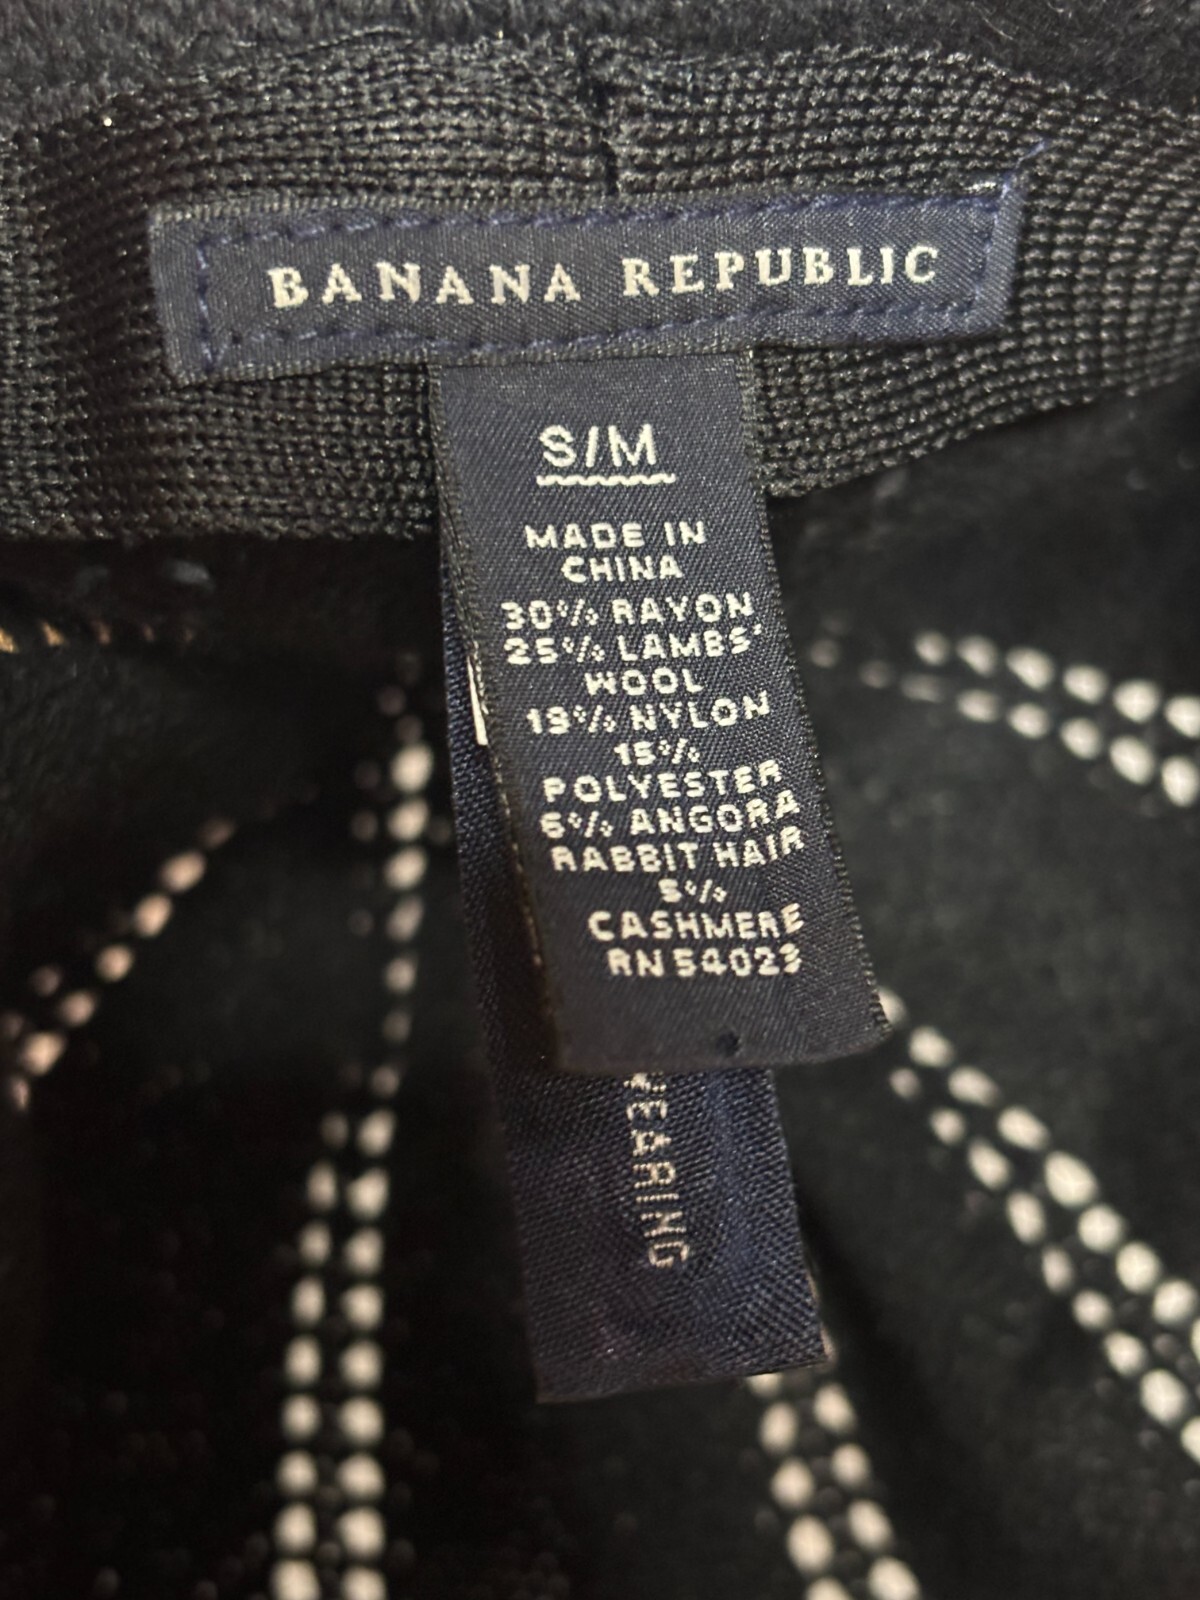 BANANA REPUBLIC
S/M
MADE IN
CHINA
30% RAYON
25% LAMBS'
WOOL
19% NYLON
15%
POLYESTER
6% ANGORA
RABBIT HAIR
5%
CASHMERE
RN 54023
WEARING